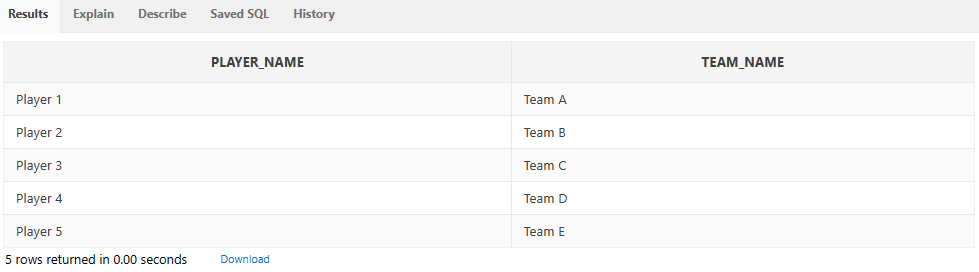 Results Explain Describe Saved SQL History
PLAYER_NAME TEAM_NAME
Player 1 Team A
Player 2 Team B
Player 3 Team C
Player 4 Team D
Player 5 Team E
5 rows returned in 0.00 seconds Download